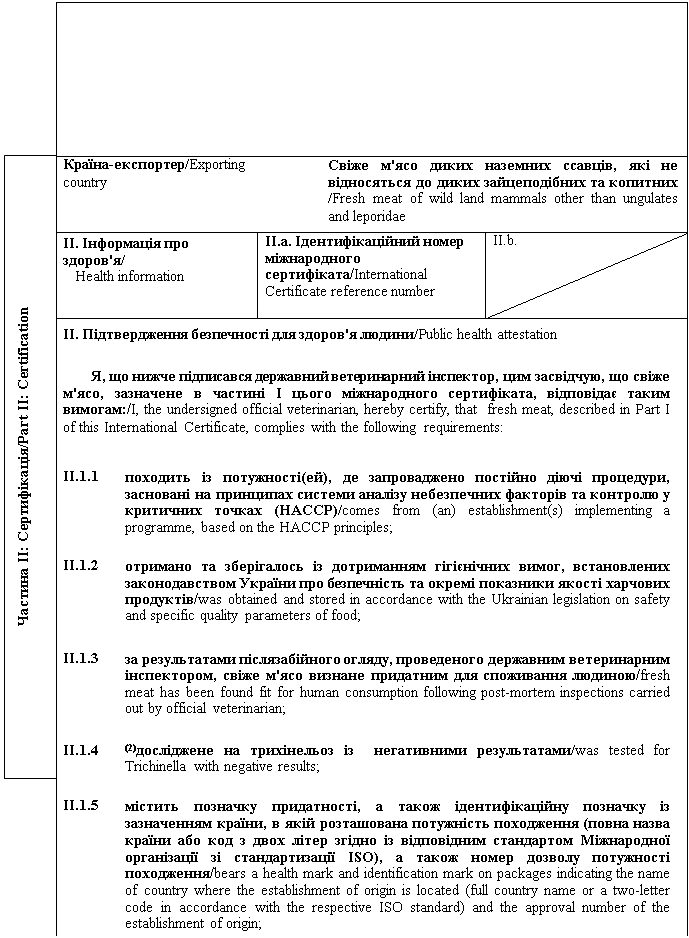 Країна-експортер/Exporting
country
Свіже м'ясо диких наземних ссавців, які не
відносяться до диких зайцеподібних та копитних
/Fresh meat of wild land mammals other than ungulates
and leporidae
II. Інформація про
здоров'я/
Health information
II.a. Ідентифікаційний номер
міжнародного
сертифіката/International
Certificate reference number
II.b.
Частина II: Сертифікація/Part II: Certification
II. Підтвердження безпечності для здоров'я людини/Public health attestation
Я, що нижче підписався державний ветеринарний інспектор, цим засвідчую, що свіже
м'ясо, зазначене в частині I цього міжнародного сертифіката, відповідає таким
вимогам:/I, the undersigned official veterinarian, hereby certify, that fresh meat, described in Part I
of this International Certificate, complies with the following requirements:
II.1.1 походить із потужності(ей), де запроваджено постійно діючі процедури,
засновані на принципах системи аналізу небезпечних факторів та контролю у
критичних точках (HACCP)/comes from (an) establishment(s) implementing a
programme, based on the HACCP principles;
II.1.2 отримано та зберігалось із дотриманням гігієнічних вимог, встановлених
законодавством України про безпечність та окремі показники якості харчових
продуктів/was obtained and stored in accordance with the Ukrainian legislation on safety
and specific quality parameters of food;
II.1.3 за результатами післязабійного огляду, проведеного державним ветеринарним
інспектором, свіже м'ясо визнане придатним для споживання людиною/fresh
meat has been found fit for human consumption following post-mortem inspections carried
out by official veterinarian;
II.1.4 (2)досліджене на трихінельоз із негативними результатами/was tested for
Trichinella with negative results;
II.1.5 містить позначку придатності, а також ідентифікаційну позначку із
зазначенням країни, в якій розташована потужність походження (повна назва
країни або код з двох літер згідно із відповідним стандартом Міжнародної
організації зі стандартизації ISO), а також номер дозволу потужності
походження/bears a health mark and identification mark on packages indicating the name
of country where the establishment of origin is located (full country name or a two-letter
code in accordance with the respective ISO standard) and the approval number of the
establishment of origin;